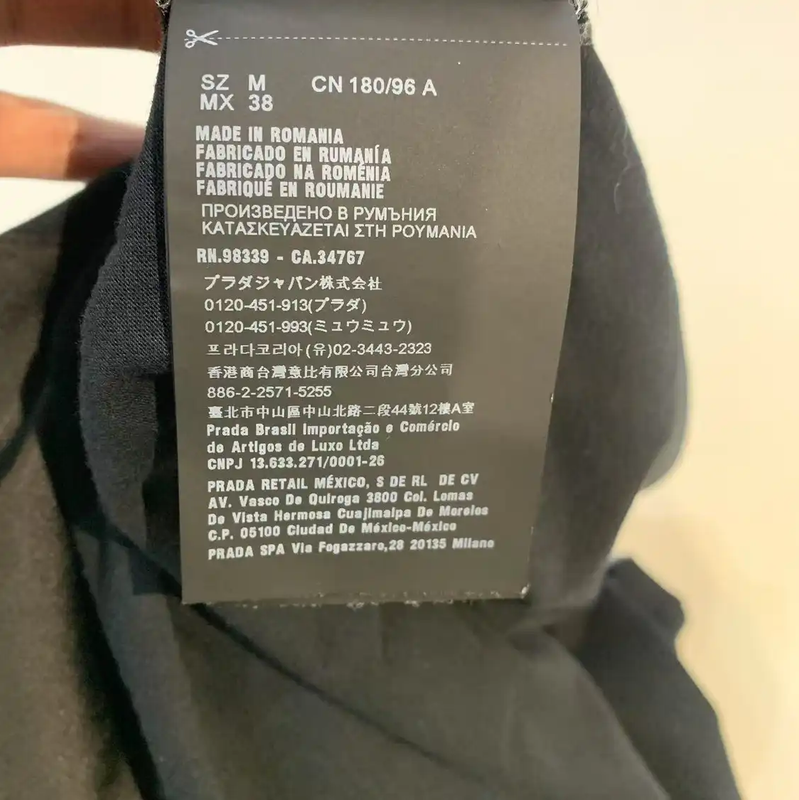 SZ M CN 180/96 A
MX 38
MADE IN ROMANIA
FABRICADO EN RUMANÍA
FABRICADO NA ROMÉNIA
FABRIQUÉ EN ROUMANIE
ПРОИЗВЕДЕНО В РУМЪНИЯ
ΚΑΤΑΣΚΕΥΑΖΕΤΑΙ ΣΤΗ ΡΟΥΜΑΝΙΑ
RN.98339 - CA.34767
プラダジャパン株式会社
0120-451-913(プラダ)
0120-451-993(ミュウミュウ)
프라다코리아(유)02-3443-2323
香港商台灣意比有限公司台灣分公司
886-2-2571-5255
臺北市中山區中山北路二段44號12樓A室
Prada Brasil Importação e Comércio
de Artigos de Luxo Ltda
CNPJ 13.633.271/0001-26
PRADA RETAIL MÉXICO, S DE RL DE CV
AV. Vasco De Quiroga 3800 Col. Lomas
De Vista Hermosa Cuajimalpa De Morelos
C.P. 05100 Ciudad De México-México
PRADA SPA Via Fogazzaro,28 20135 Milano